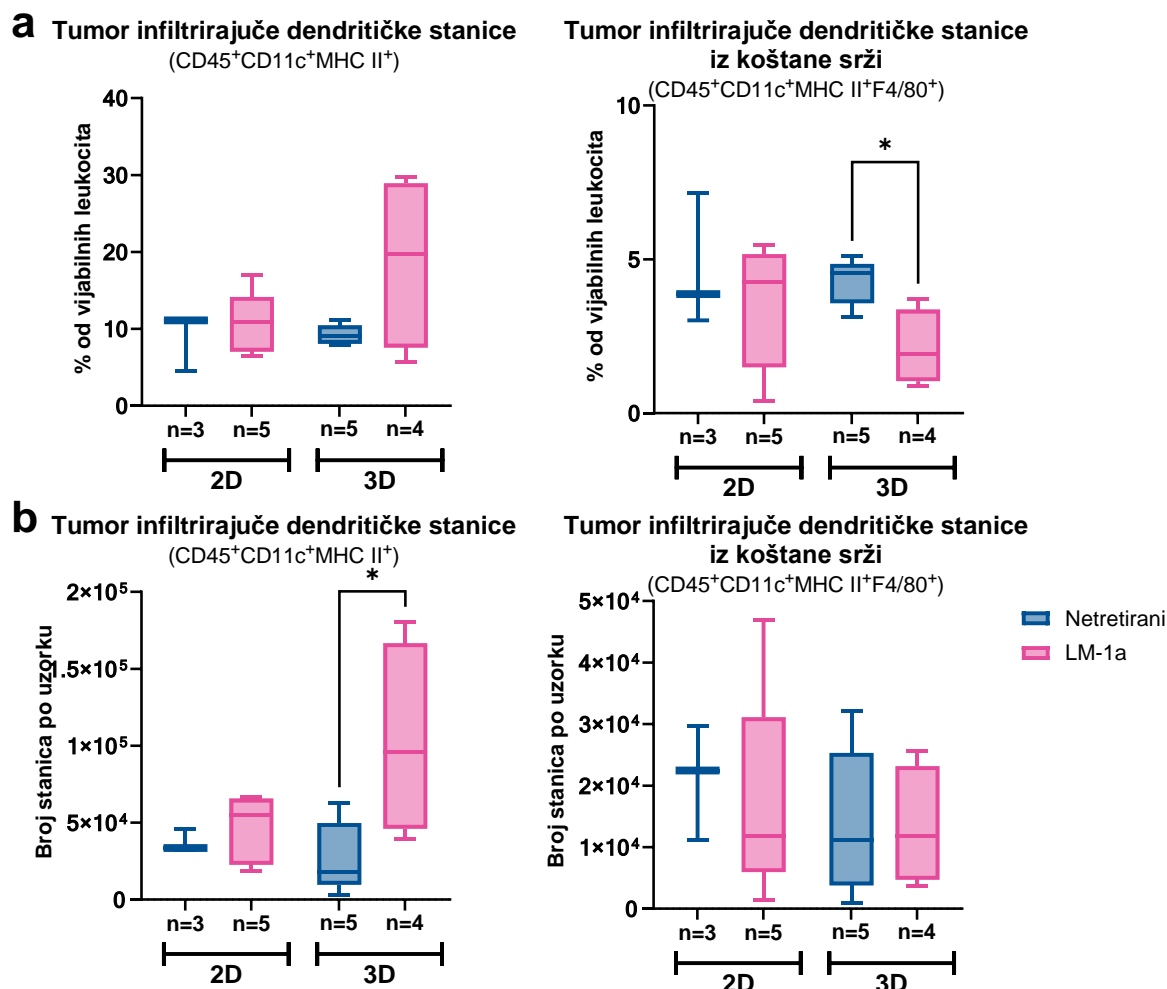 a
Tumor infiltrirajuče dendritičke stanice
(CD45⁺CD11c⁺MHC II⁺)
% od vijabilnih leukocita
40
30
20
10
0
n=3 n=5 n=5 n=4
2D 3D
Tumor infiltrirajuče dendritičke stanice
iz koštane srži
(CD45⁺CD11c⁺MHC II⁺F4/80⁺)
% od vijabilnih leukocita
10
5
0
*
n=3 n=5 n=5 n=4
2D 3D
b
Tumor infiltrirajuče dendritičke stanice
(CD45⁺CD11c⁺MHC II⁺)
Broj stanica po uzorku
2×10⁵
1.5×10⁵
1×10⁵
5×10⁴
0
*
n=3 n=5 n=5 n=4
2D 3D
Tumor infiltrirajuče dendritičke stanice
iz koštane srži
(CD45⁺CD11c⁺MHC II⁺F4/80⁺)
Broj stanica po uzorku
5×10⁴
4×10⁴
3×10⁴
2×10⁴
1×10⁴
0
n=3 n=5 n=5 n=4
2D 3D
Netretirani
LM-1a